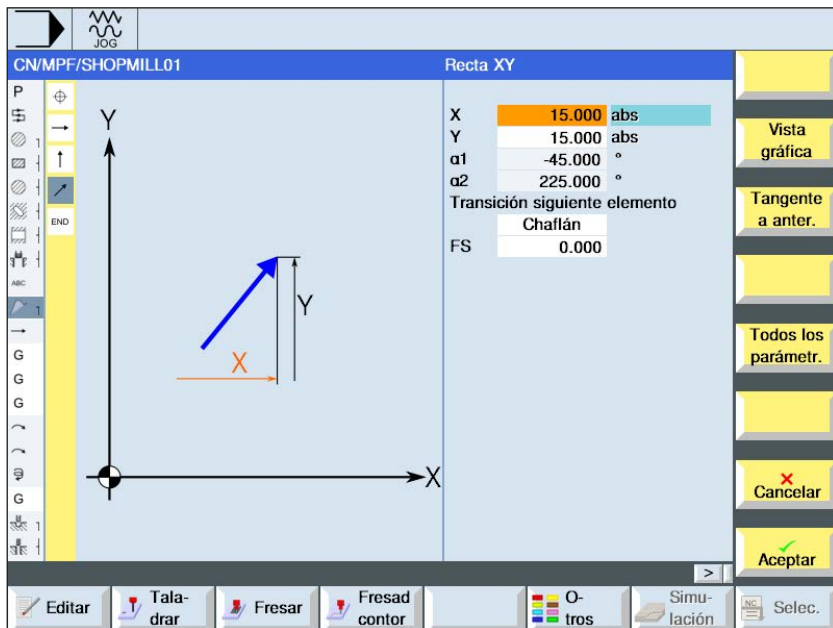 JOG
CN/MPF/SHOPMILL01
Recta XY
P
G
G
G
G
ABC
END
Y
X
Y
X
X 15.000 abs
Y 15.000 abs
α1 -45.000 °
α2 225.000 °
Transición siguiente elemento
Chaflán
FS 0.000
Vista
gráfica
Tangente
a anter.
Todos los
parámetr.
Cancelar
Aceptar
>
Editar
Tala-
drar
Fresar
Fresad
contor
O-
tros
Simu-
lación
NC
Selec.